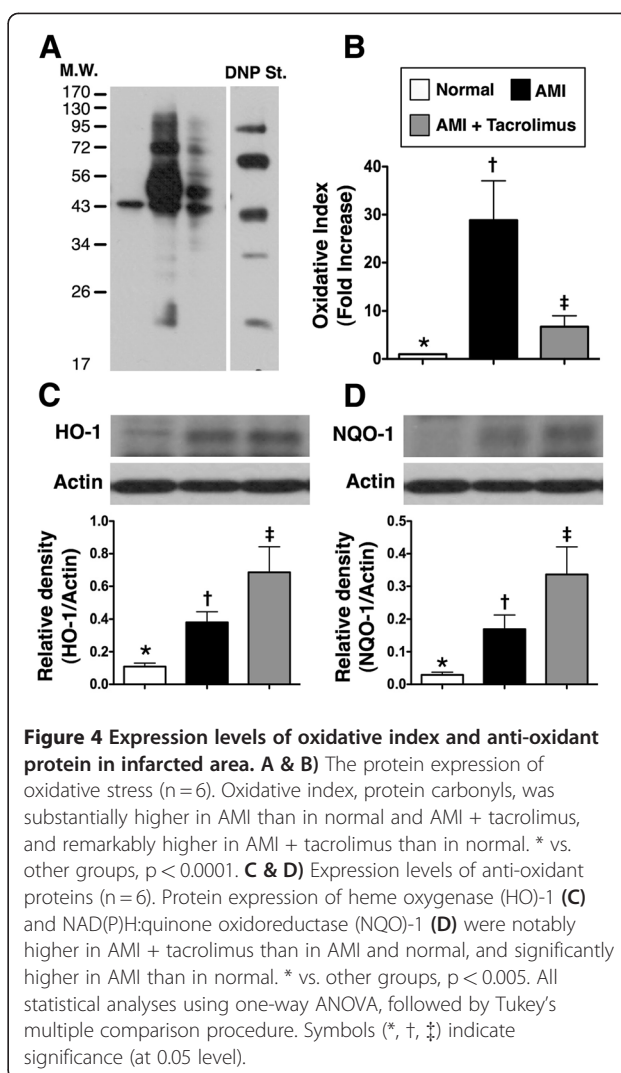 A
M.W.
DNP St.
170
130
95
72
56
43
34
26
17
B
Normal AMI
AMI + Tacrolimus
Oxidative Index
(Fold Increase)
40
30
20
10
0
*
†
‡
C
HO-1
Actin
Relative density
(HO-1/Actin)
1.0
0.8
0.6
0.4
0.2
0.0
*
†
‡
D
NQO-1
Actin
Relative density
(NQO-1/Actin)
0.5
0.4
0.3
0.2
0.1
0.0
*
†
‡
Figure 4 Expression levels of oxidative index and anti-oxidant
protein in infarcted area. A & B) The protein expression of
oxidative stress (n = 6). Oxidative index, protein carbonyls, was
substantially higher in AMI than in normal and AMI + tacrolimus,
and remarkably higher in AMI + tacrolimus than in normal. * vs.
other groups, p < 0.0001. C & D) Expression levels of anti-oxidant
proteins (n = 6). Protein expression of heme oxygenase (HO)-1 (C)
and NAD(P)H:quinone oxidoreductase (NQO)-1 (D) were notably
higher in AMI + tacrolimus than in AMI and normal, and significantly
higher in AMI than in normal. * vs. other groups, p < 0.005. All
statistical analyses using one-way ANOVA, followed by Tukey's
multiple comparison procedure. Symbols (*, †, ‡) indicate
significance (at 0.05 level).